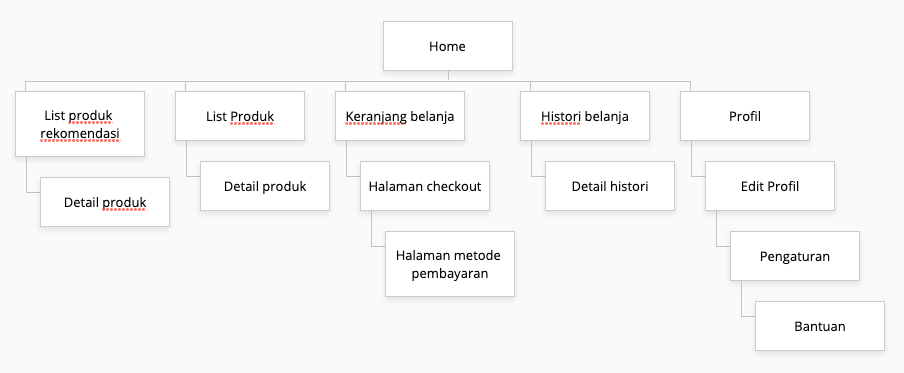 Home
List produk
rekomendasi
List Produk
Keranjang belanja
Histori belanja
Profil
Detail produk
Detail produk
Halaman checkout
Detail histori
Edit Profil
Halaman metode
pembayaran
Pengaturan
Bantuan